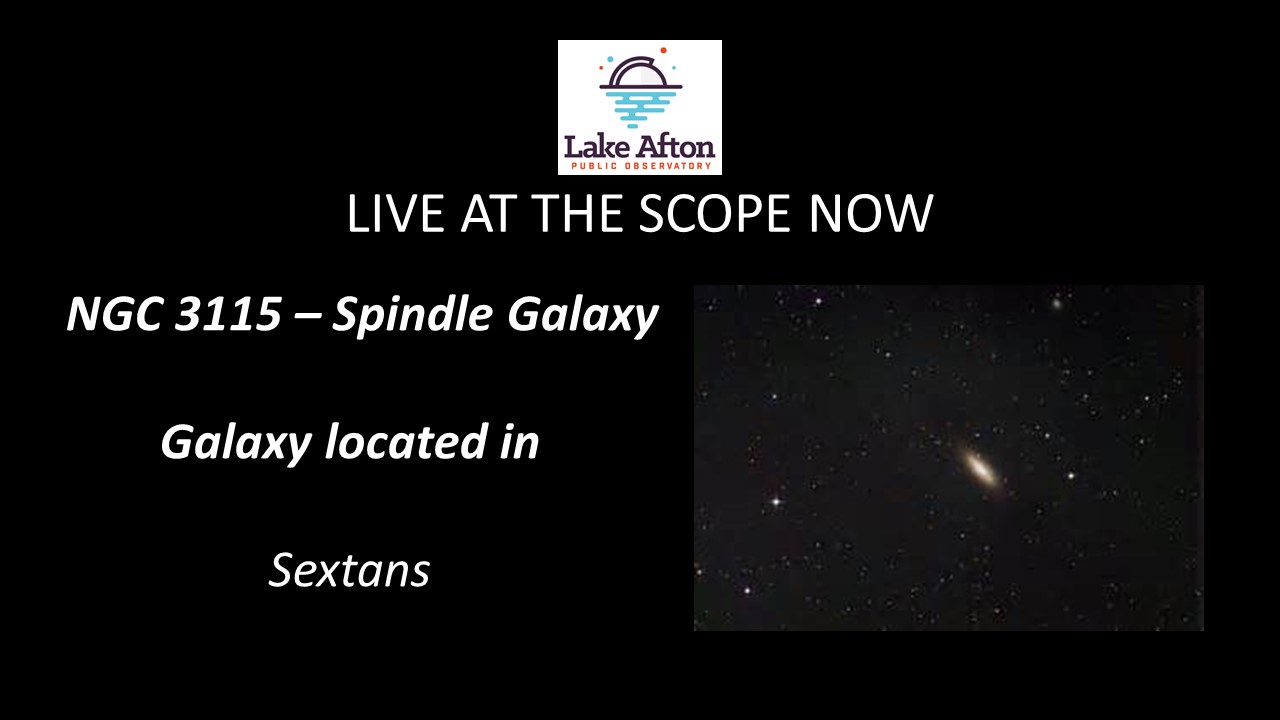 Lake Afton
PUBLIC OBSERVATORY
LIVE AT THE SCOPE NOW
NGC 3115 – Spindle Galaxy
Galaxy located in
Sextans